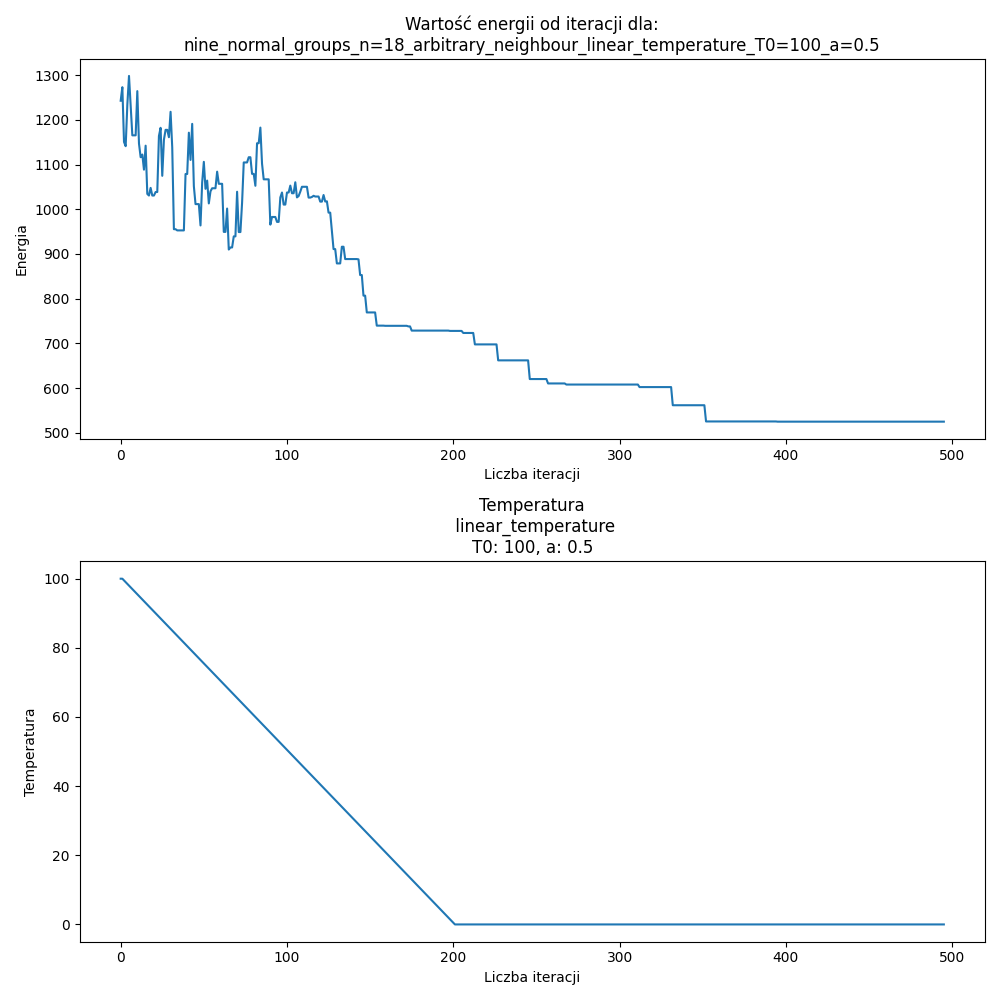 Wartość energii od iteracji dla:
nine_normal_groups_n=18_arbitrary_neighbour_linear_temperature_T0=100_a=0.5
1300
1200
1100
1000
900
800
700
600
500
Energia
0 100 200 300 400 500
Liczba iteracji
Temperatura
linear_temperature
T0: 100, a: 0.5
100
80
60
40
20
0
Temperatura
0 100 200 300 400 500
Liczba iteracji